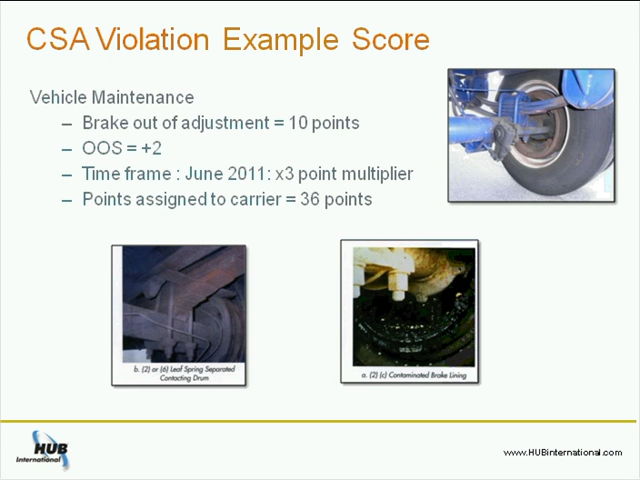 CSA Violation Example Score
Vehicle Maintenance
– Brake out of adjustment = 10 points
– OOS = +2
– Time frame : June 2011: x3 point multiplier
– Points assigned to carrier = 36 points
b. (2) or (6) Leaf Spring Separated
Contacting Drum
a. (2) (c) Contaminated Brake Lining
HUB
International
www.HUBinternational.com